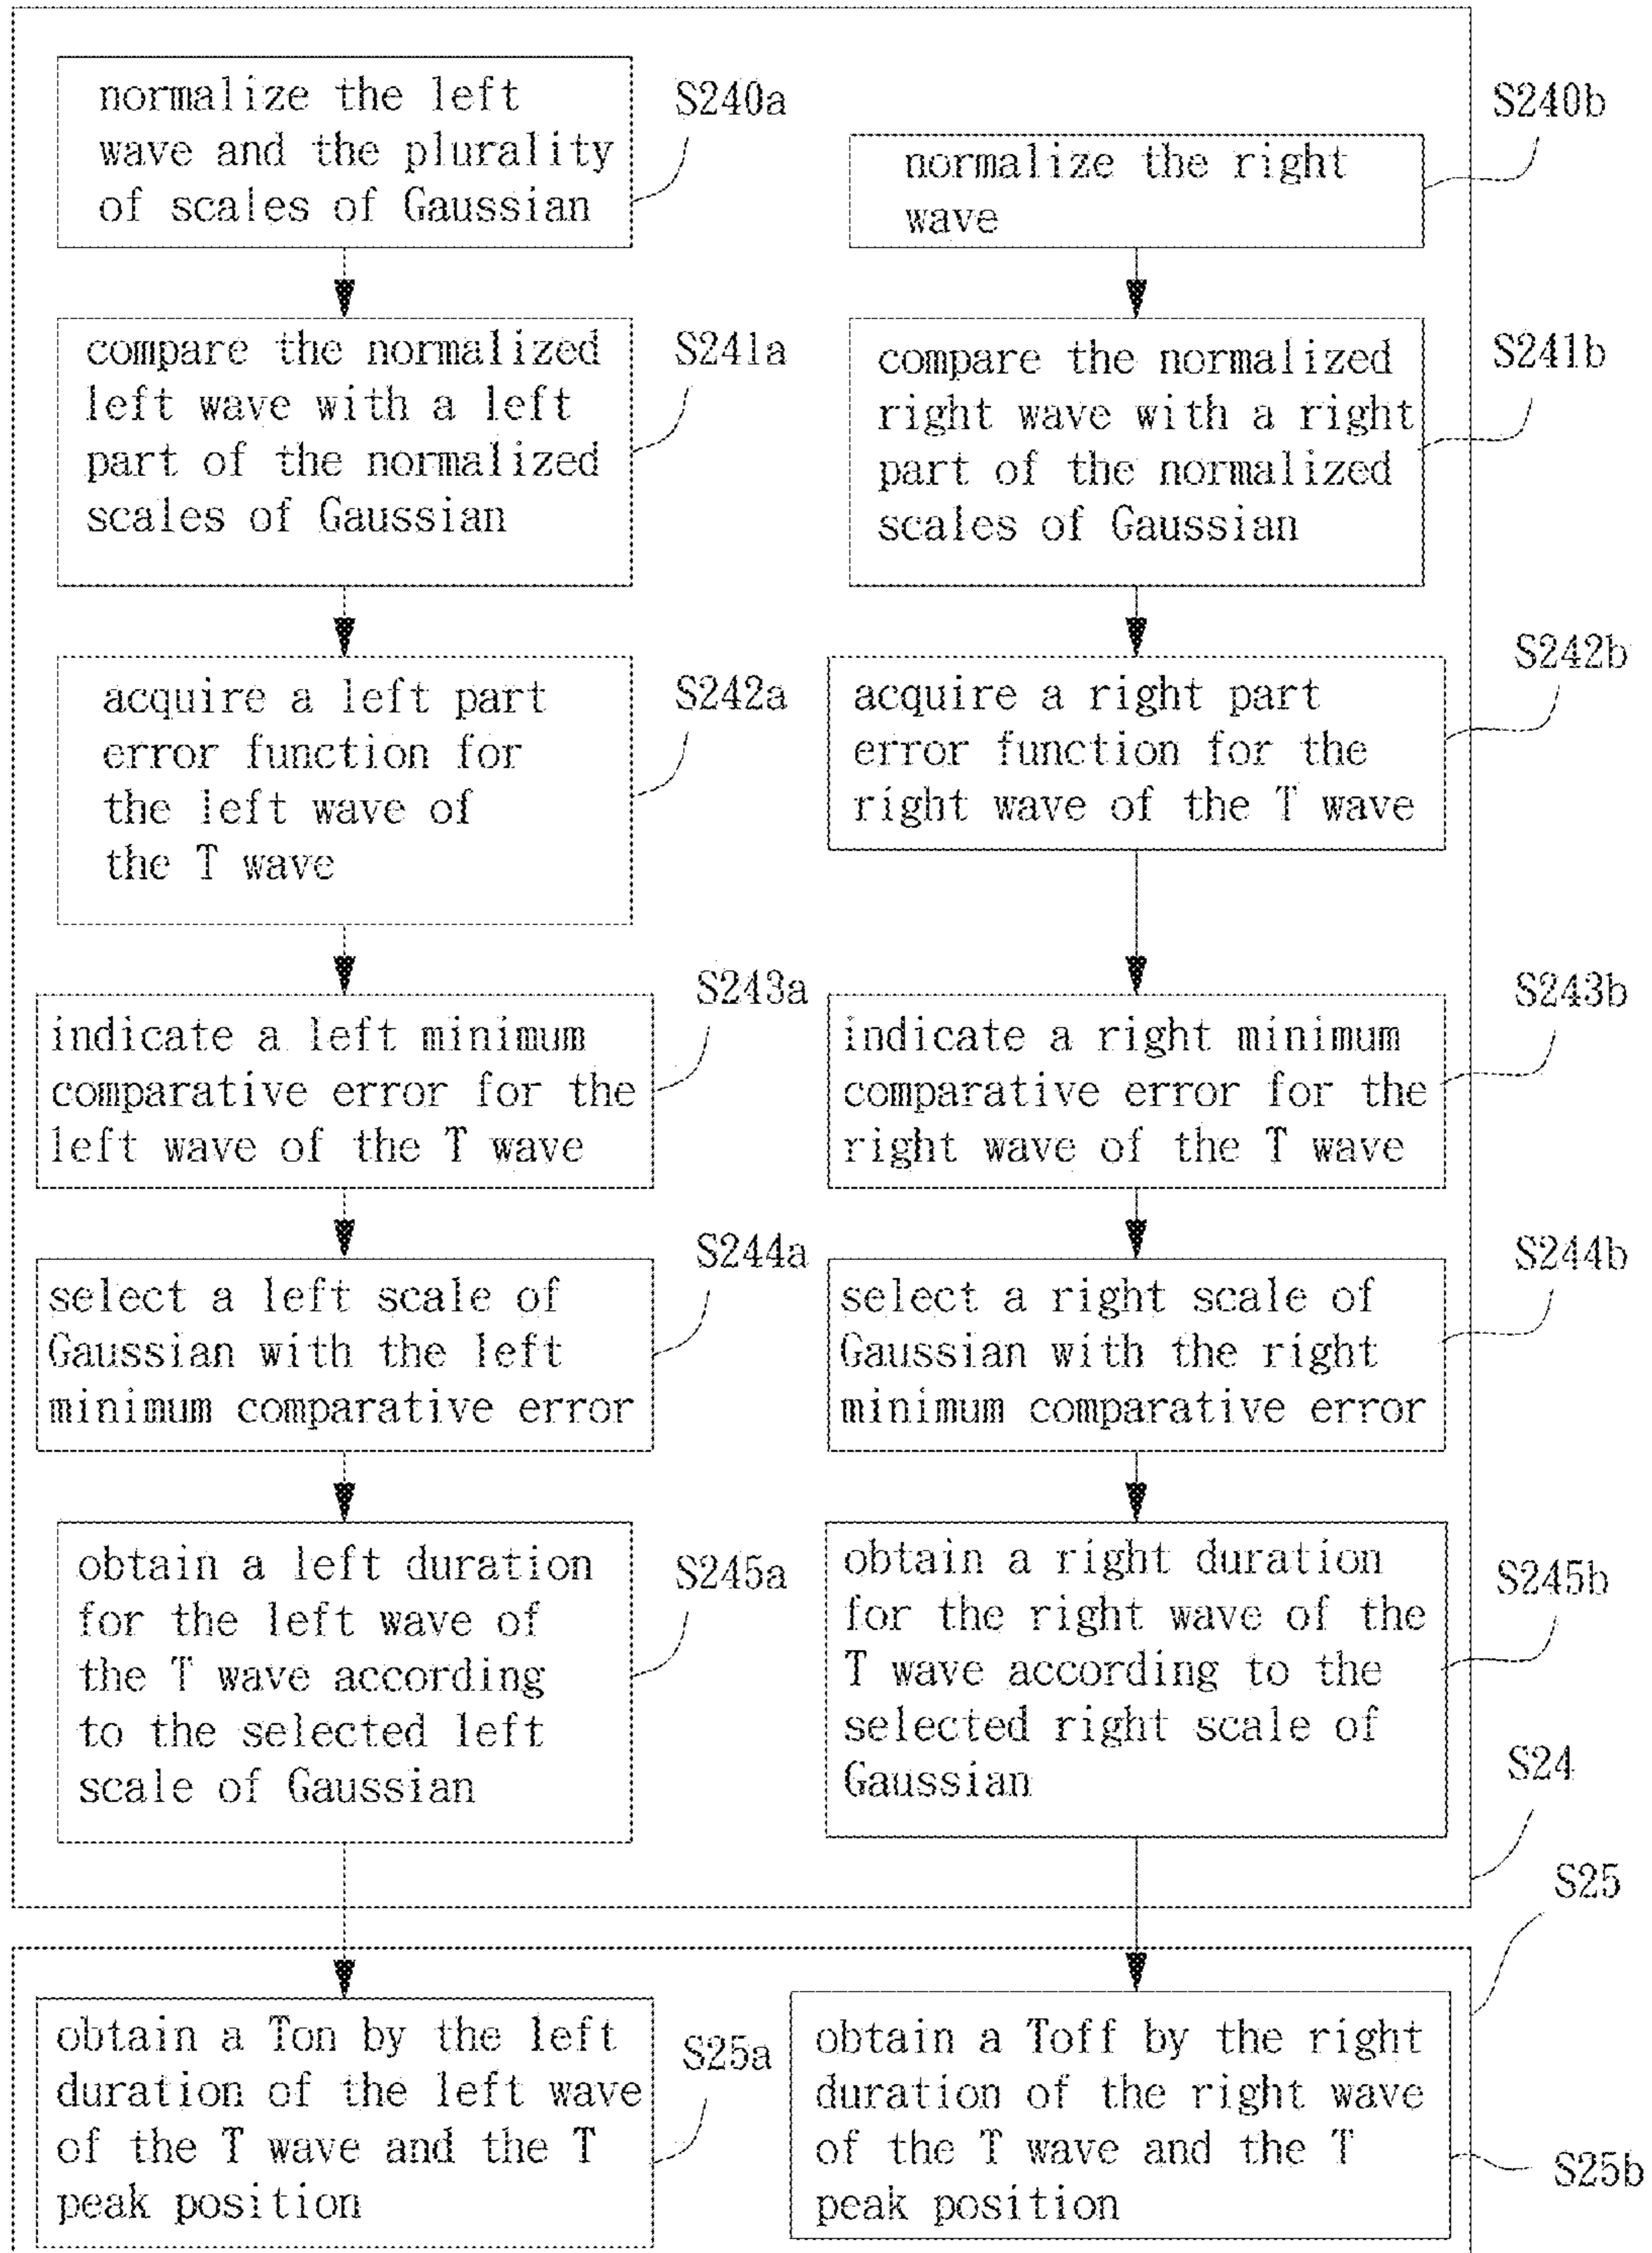 normalize the left
wave and the plurality
of scales of Gaussian
S240a
normalize the right
wave
S240b
compare the normalized
left wave with a left
part of the normalized
scales of Gaussian
S241a
compare the normalized
right wave with a right
part of the normalized
scales of Gaussian
S241b
acquire a left part
error function for
the left wave of
the T wave
S242a
acquire a right part
error function for the
right wave of the T wave
S242b
indicate a left minimum
comparative error for the
left wave of the T wave
S243a
indicate a right minimum
comparative error for the
right wave of the T wave
S243b
select a left scale of
Gaussian with the left
minimum comparative error
S244a
select a right scale of
Gaussian with the right
minimum comparative error
S244b
obtain a left duration
for the left wave of
the T wave according
to the selected left
scale of Gaussian
S245a
obtain a right duration
for the right wave of the
T wave according to the
selected right scale of
Gaussian
S245b
S24
S25
obtain a Ton by the left
duration of the left wave
of the T wave and the T
peak position
S25a
obtain a Toff by the right
duration of the right wave
of the T wave and the T
peak position
S25b